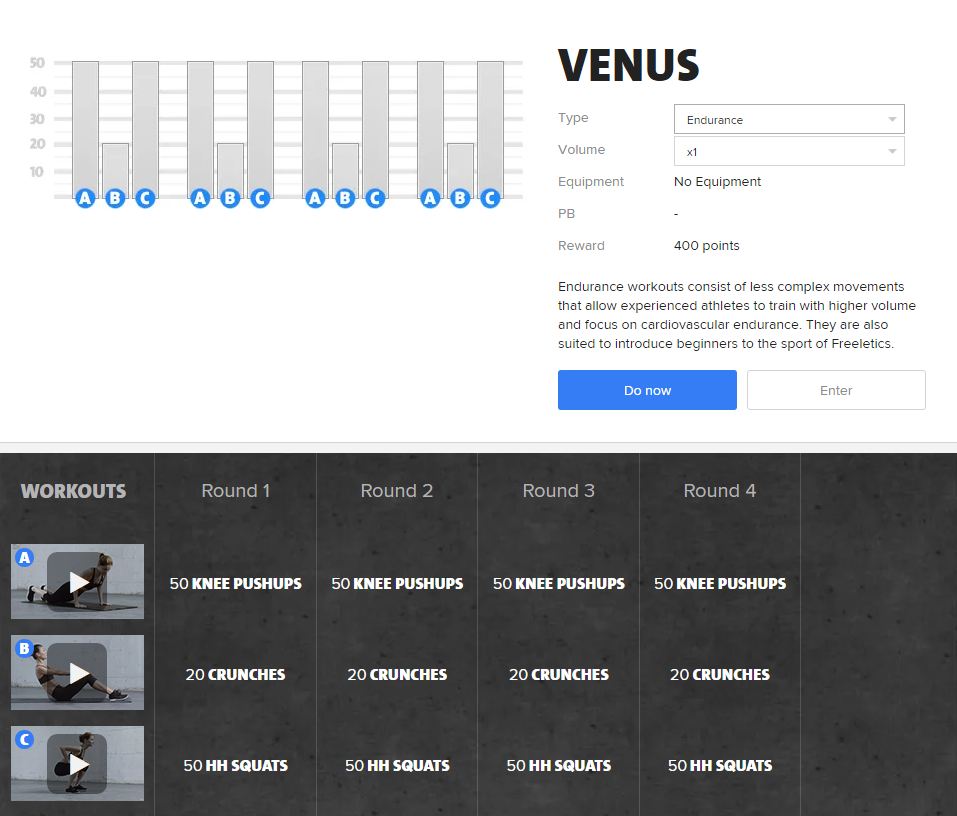 50
40
30
20
10
A B C A B C A B C A B C
VENUS
Type Endurance
Volume x1
Equipment No Equipment
PB -
Reward 400 points
Endurance workouts consist of less complex movements
that allow experienced athletes to train with higher volume
and focus on cardiovascular endurance. They are also
suited to introduce beginners to the sport of Freeletics.
Do now Enter
WORKOUTS Round 1 Round 2 Round 3 Round 4
A
50 KNEE PUSHUPS 50 KNEE PUSHUPS 50 KNEE PUSHUPS 50 KNEE PUSHUPS
B
20 CRUNCHES 20 CRUNCHES 20 CRUNCHES 20 CRUNCHES
C
50 HH SQUATS 50 HH SQUATS 50 HH SQUATS 50 HH SQUATS